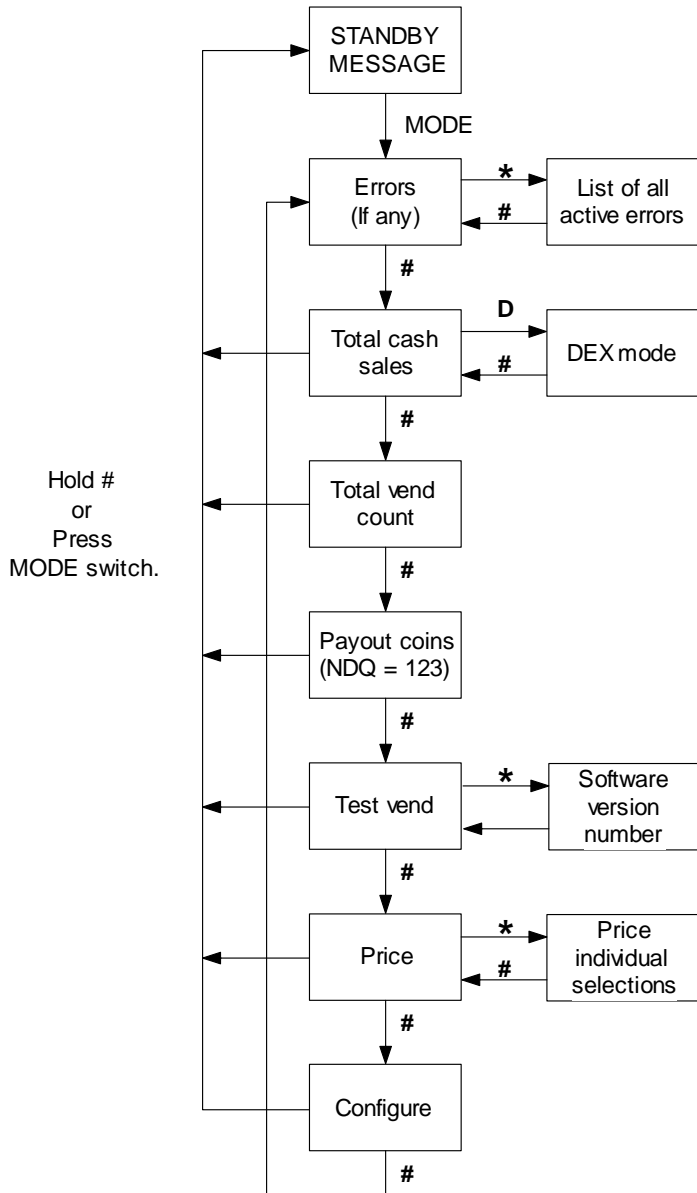 STANDBY
MESSAGE
MODE
Errors
(If any)
*
#
List of all
active errors
#
Total cash
sales
D
#
DEX mode
#
Hold #
or
Press
MODE switch.
Total vend
count
#
Payout coins
(NDQ = 123)
#
Test vend
*
Software
version
number
#
Price
*
#
Price
individual
selections
#
Configure
#